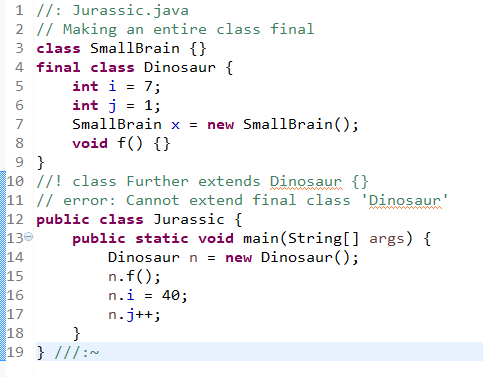 1 //: Jurassic.java
2 // Making an entire class final
3 class SmallBrain {}
4 final class Dinosaur {
5     int i = 7;
6     int j = 1;
7     SmallBrain x = new SmallBrain();
8     void f() {}
9 }
10 //! class Further extends Dinosaur {}
11 // error: Cannot extend final class 'Dinosaur'
12 public class Jurassic {
13     public static void main(String[] args) {
14         Dinosaur n = new Dinosaur();
15         n.f();
16         n.i = 40;
17         n.j++;
18     }
19 } ///:~